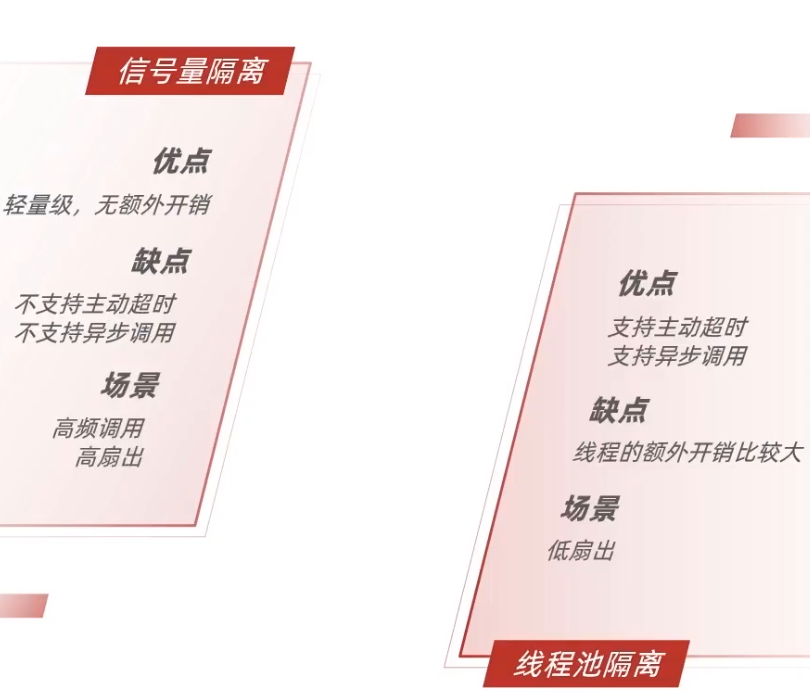 信号量隔离
优点
轻量级，无额外开销
缺点
不支持主动超时
不支持异步调用
场景
高频调用
高扇出
优点
支持主动超时
支持异步调用
缺点
线程的额外开销比较大
场景
低扇出
线程池隔离